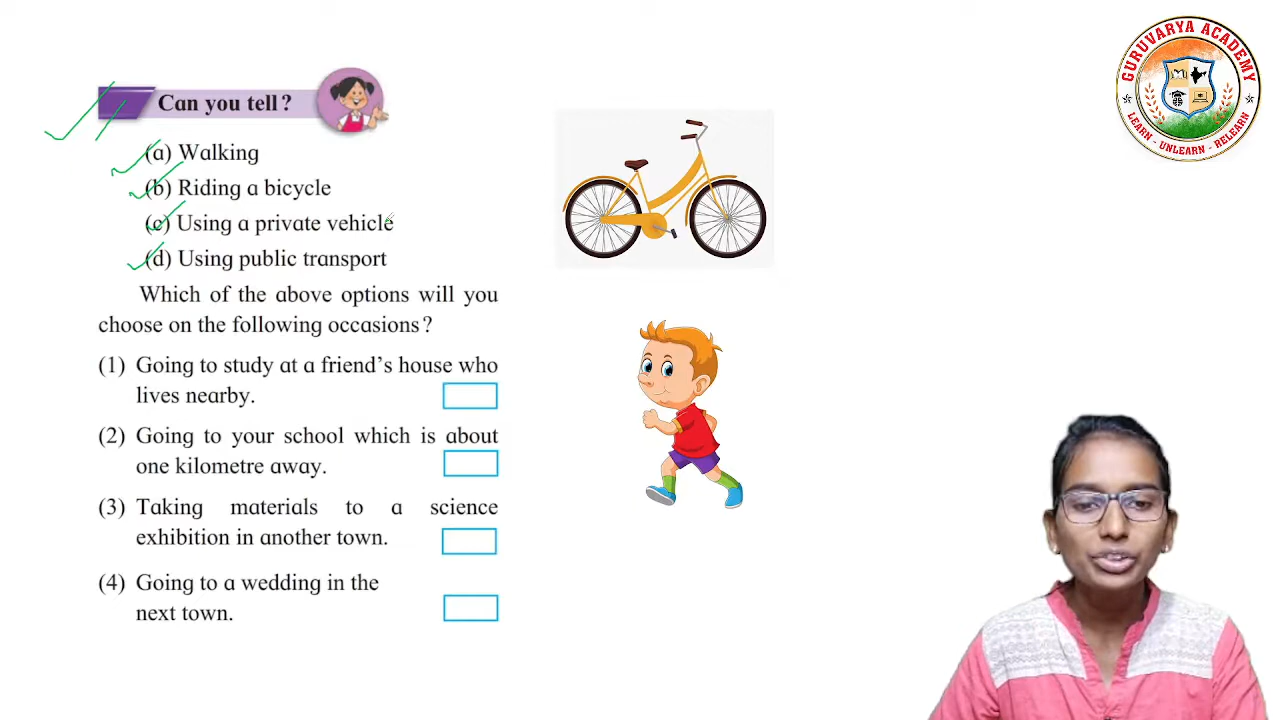 Can you tell?
(a) Walking
(b) Riding a bicycle
(c) Using a private vehicle
(d) Using public transport
Which of the above options will you
choose on the following occasions?
(1) Going to study at a friend's house who
lives nearby.
(2) Going to your school which is about
one kilometre away.
(3) Taking materials to a science
exhibition in another town.
(4) Going to a wedding in the
next town.
GURUVARYA ACADEMY
LEARN - UNLEARN - RELEARN